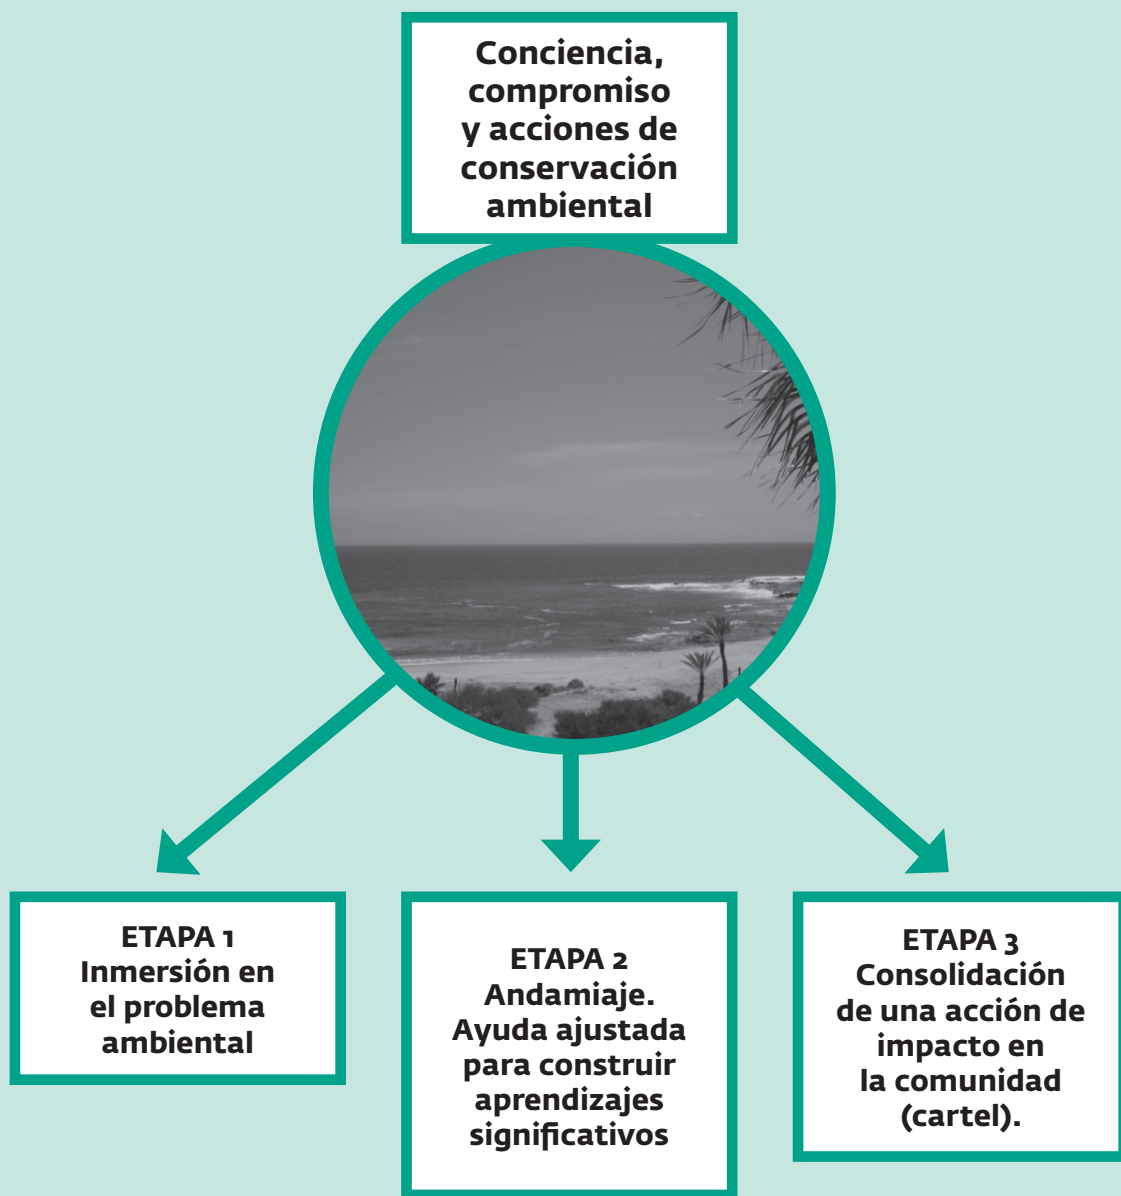 Conciencia,
compromiso
y acciones de
conservación
ambiental
ETAPA 1
Inmersión en
el problema
ambiental
ETAPA 2
Andamiaje.
Ayuda ajustada
para construir
aprendizajes
significativos
ETAPA 3
Consolidación
de una acción de
impacto en
la comunidad
(cartel).